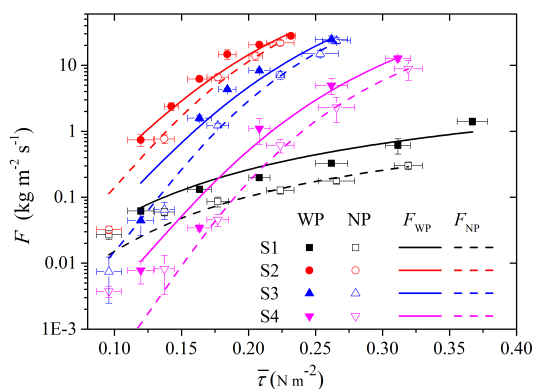 F (kg m⁻² s⁻¹)
10
1
0.1
0.01
1E-3
WP NP F_WP F_NP
S1
S2
S3
S4
0.10 0.15 0.20 0.25 0.30 0.35 0.40
τ̅ (N m⁻²)